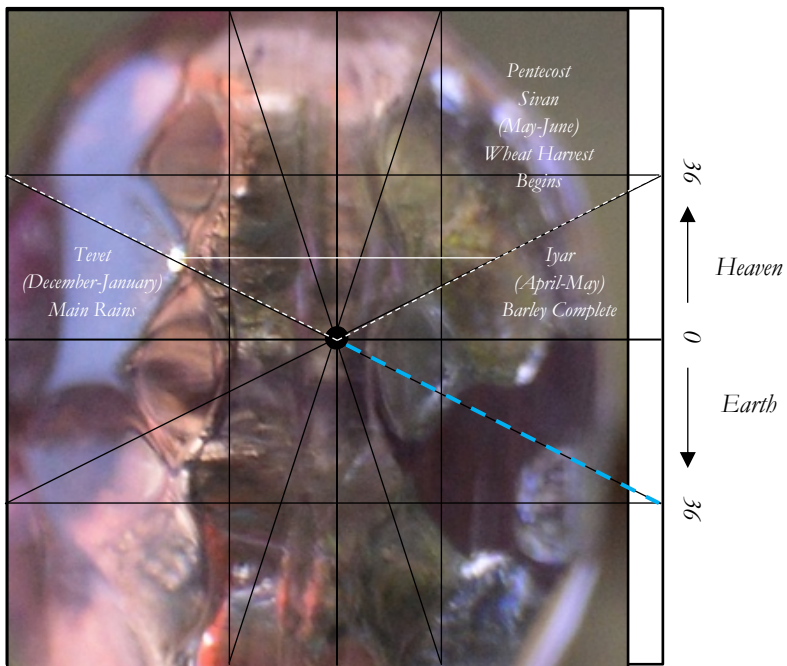 Pentecost
Sivan
(May-June)
Wheat Harvest
Begins
Tevet
(December-January)
Main Rains
Iyar
(April-May)
Barley Complete
36
Heaven
0
Earth
36